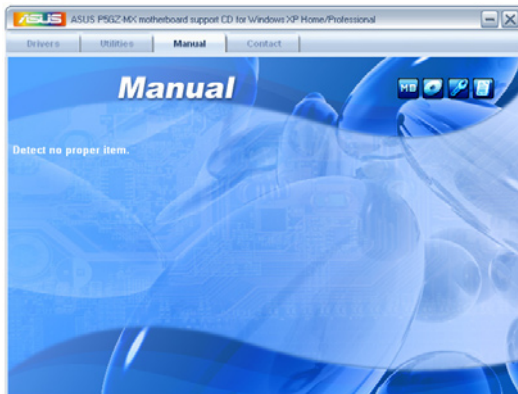 ASUS ASUS P5GZ-MX motherboard support CD for Windows XP Home/Professional
Drivers Utilities Manual Contact
Manual
MB
Detect no proper item.